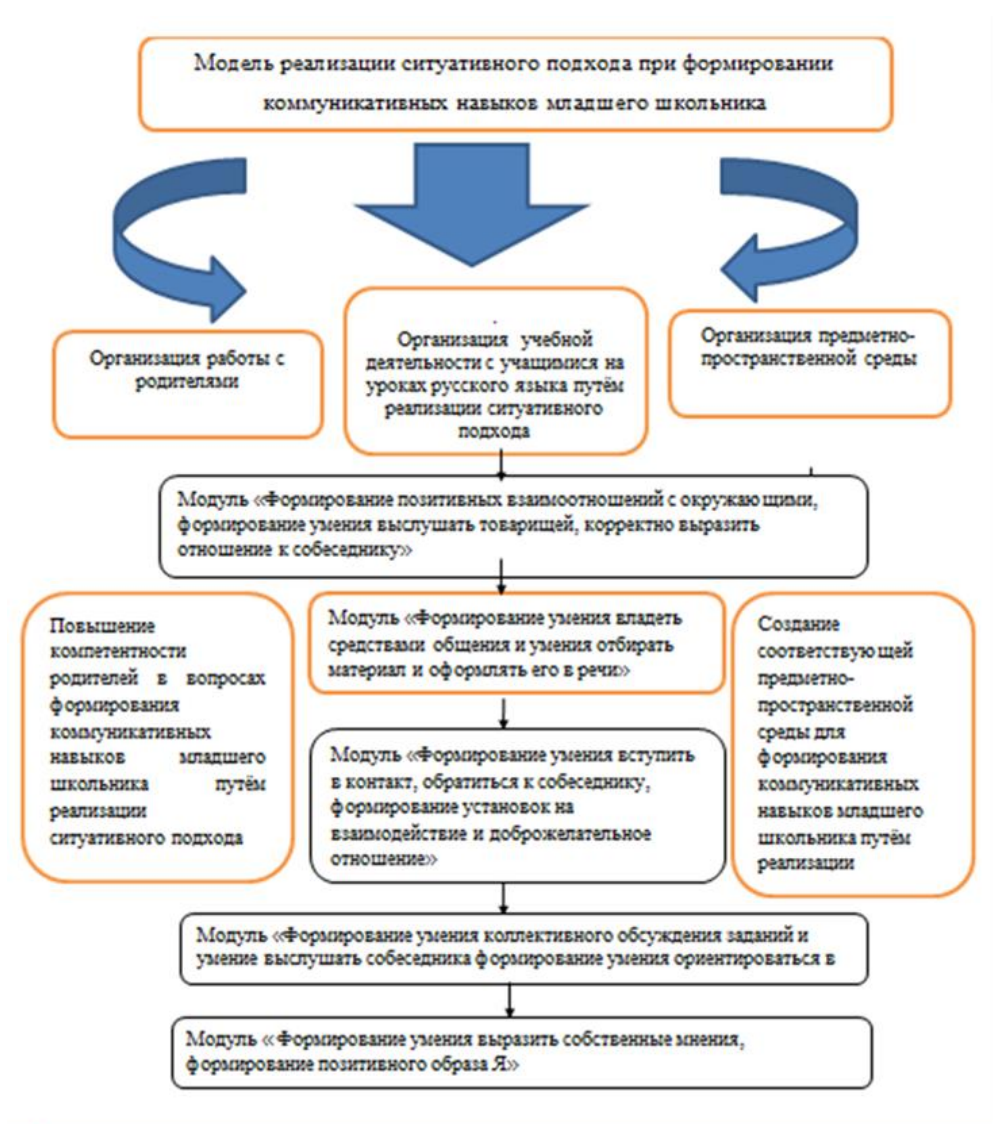 Модель реализации ситуативного подхода при формировании
коммуникативных навыков младшего школьника
Организация работы с
родителями
Организация учебной
деятельности с учащимися на
уроках русского языка путём
реализации ситуативного
подхода
Организация предметно-
пространственной среды
Модуль «Формирование позитивных взаимоотношений с окружающими,
формирование умения выслушать товарищей, корректно выразить
отношение к собеседнику»
Повышение
компетентности
родителей в вопросах
формирования
коммуникативных
навыков младшего
школьника путём
реализации
ситуативного подхода
Модуль «Формирование умения владеть
средствами общения и умения отбирать
материал и оформлять его в речи»
Модуль «Формирование умения вступить
в контакт, обратиться к собеседнику,
формирование установок на
взаимодействие и доброжелательное
отношение»
Создание
соответствующей
предметно-
пространственной
среды для
формирования
коммуникативных
навыков младшего
школьника путём
реализации
Модуль «Формирование умения коллективного обсуждения заданий и
умение выслушать собеседника формирование умения ориентироваться в
Модуль «Формирование умения выразить собственные мнения,
формирование позитивного образа Я»